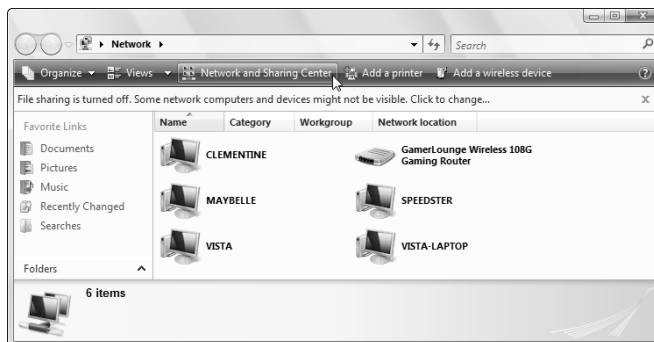 Network
Search
Organize Views Network and Sharing Center Add a printer Add a wireless device
File sharing is turned off. Some network computers and devices might not be visible. Click to change...
Favorite Links
Documents
Pictures
Music
Recently Changed
Searches
Folders
Name Category Workgroup Network location
CLEMENTINE
GamerLounge Wireless 108G
Gaming Router
MAYBELLE
SPEEDSTER
VISTA
VISTA-LAPTOP
6 items